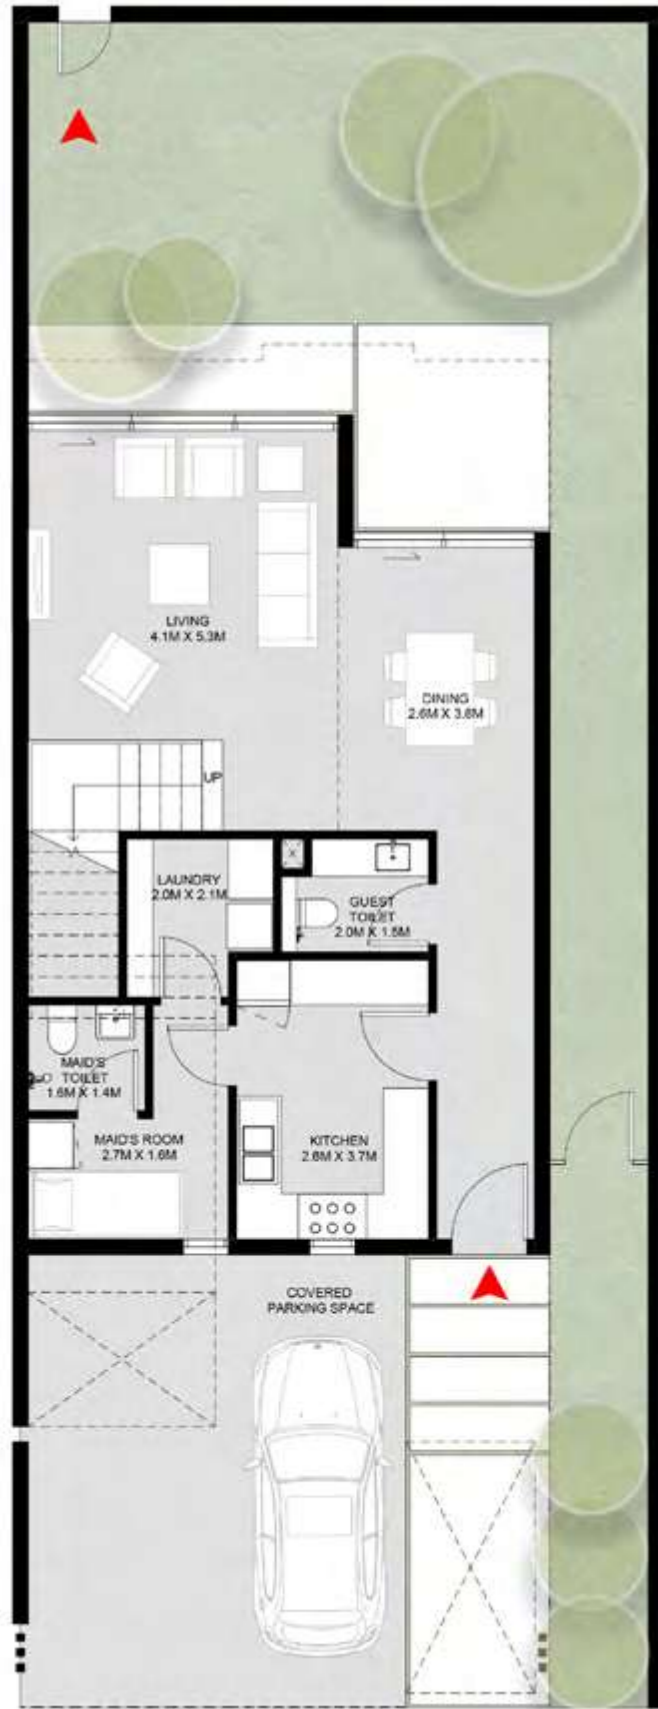 LIVING
4.1M X 5.3M
DINING
2.6M X 3.8M
UP
LAUNDRY
2.0M X 2.1M
GUEST
TOILET
2.0M X 1.5M
MAID'S
TOILET
1.6M X 1.4M
MAID'S ROOM
2.7M X 1.6M
KITCHEN
2.6M X 3.7M
COVERED
PARKING SPACE